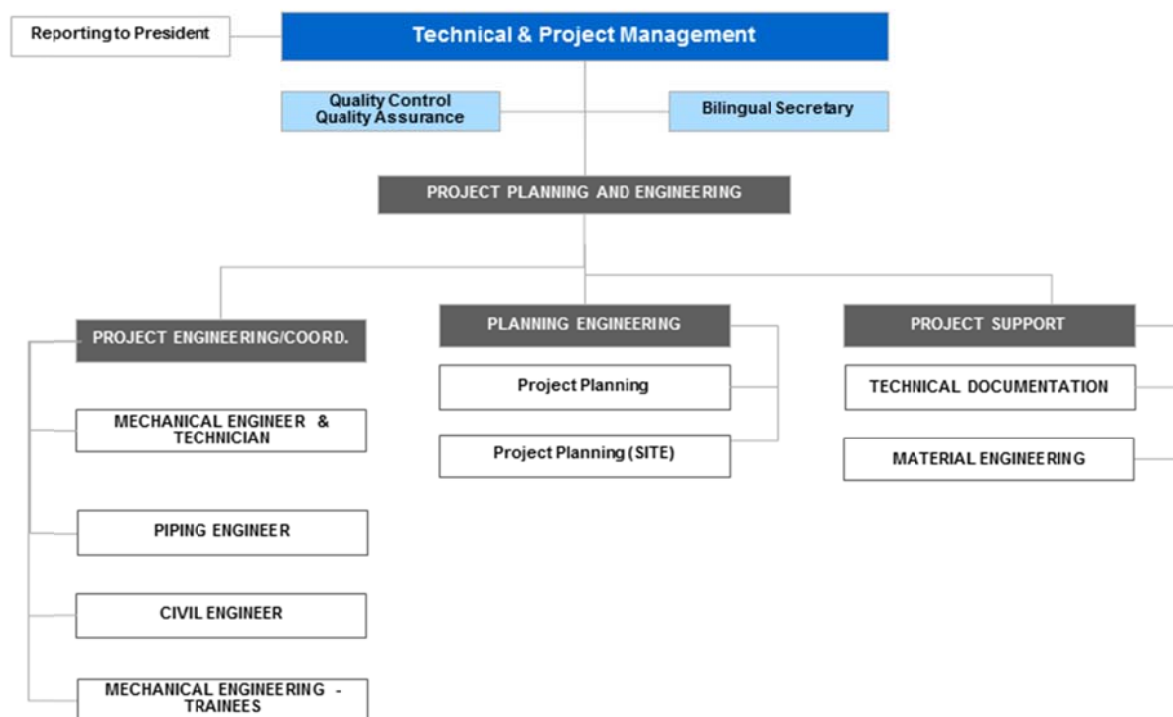 Reporting to President
Technical & Project Management
Quality Control
Quality Assurance
Bilingual Secretary
PROJECT PLANNING AND ENGINEERING
PROJECT ENGINEERING/COORD.
MECHANICAL ENGINEER &
TECHNICIAN
PIPING ENGINEER
CIVIL ENGINEER
MECHANICAL ENGINEERING -
TRAINEES
PLANNING ENGINEERING
Project Planning
Project Planning (SITE)
PROJECT SUPPORT
TECHNICAL DOCUMENTATION
MATERIAL ENGINEERING